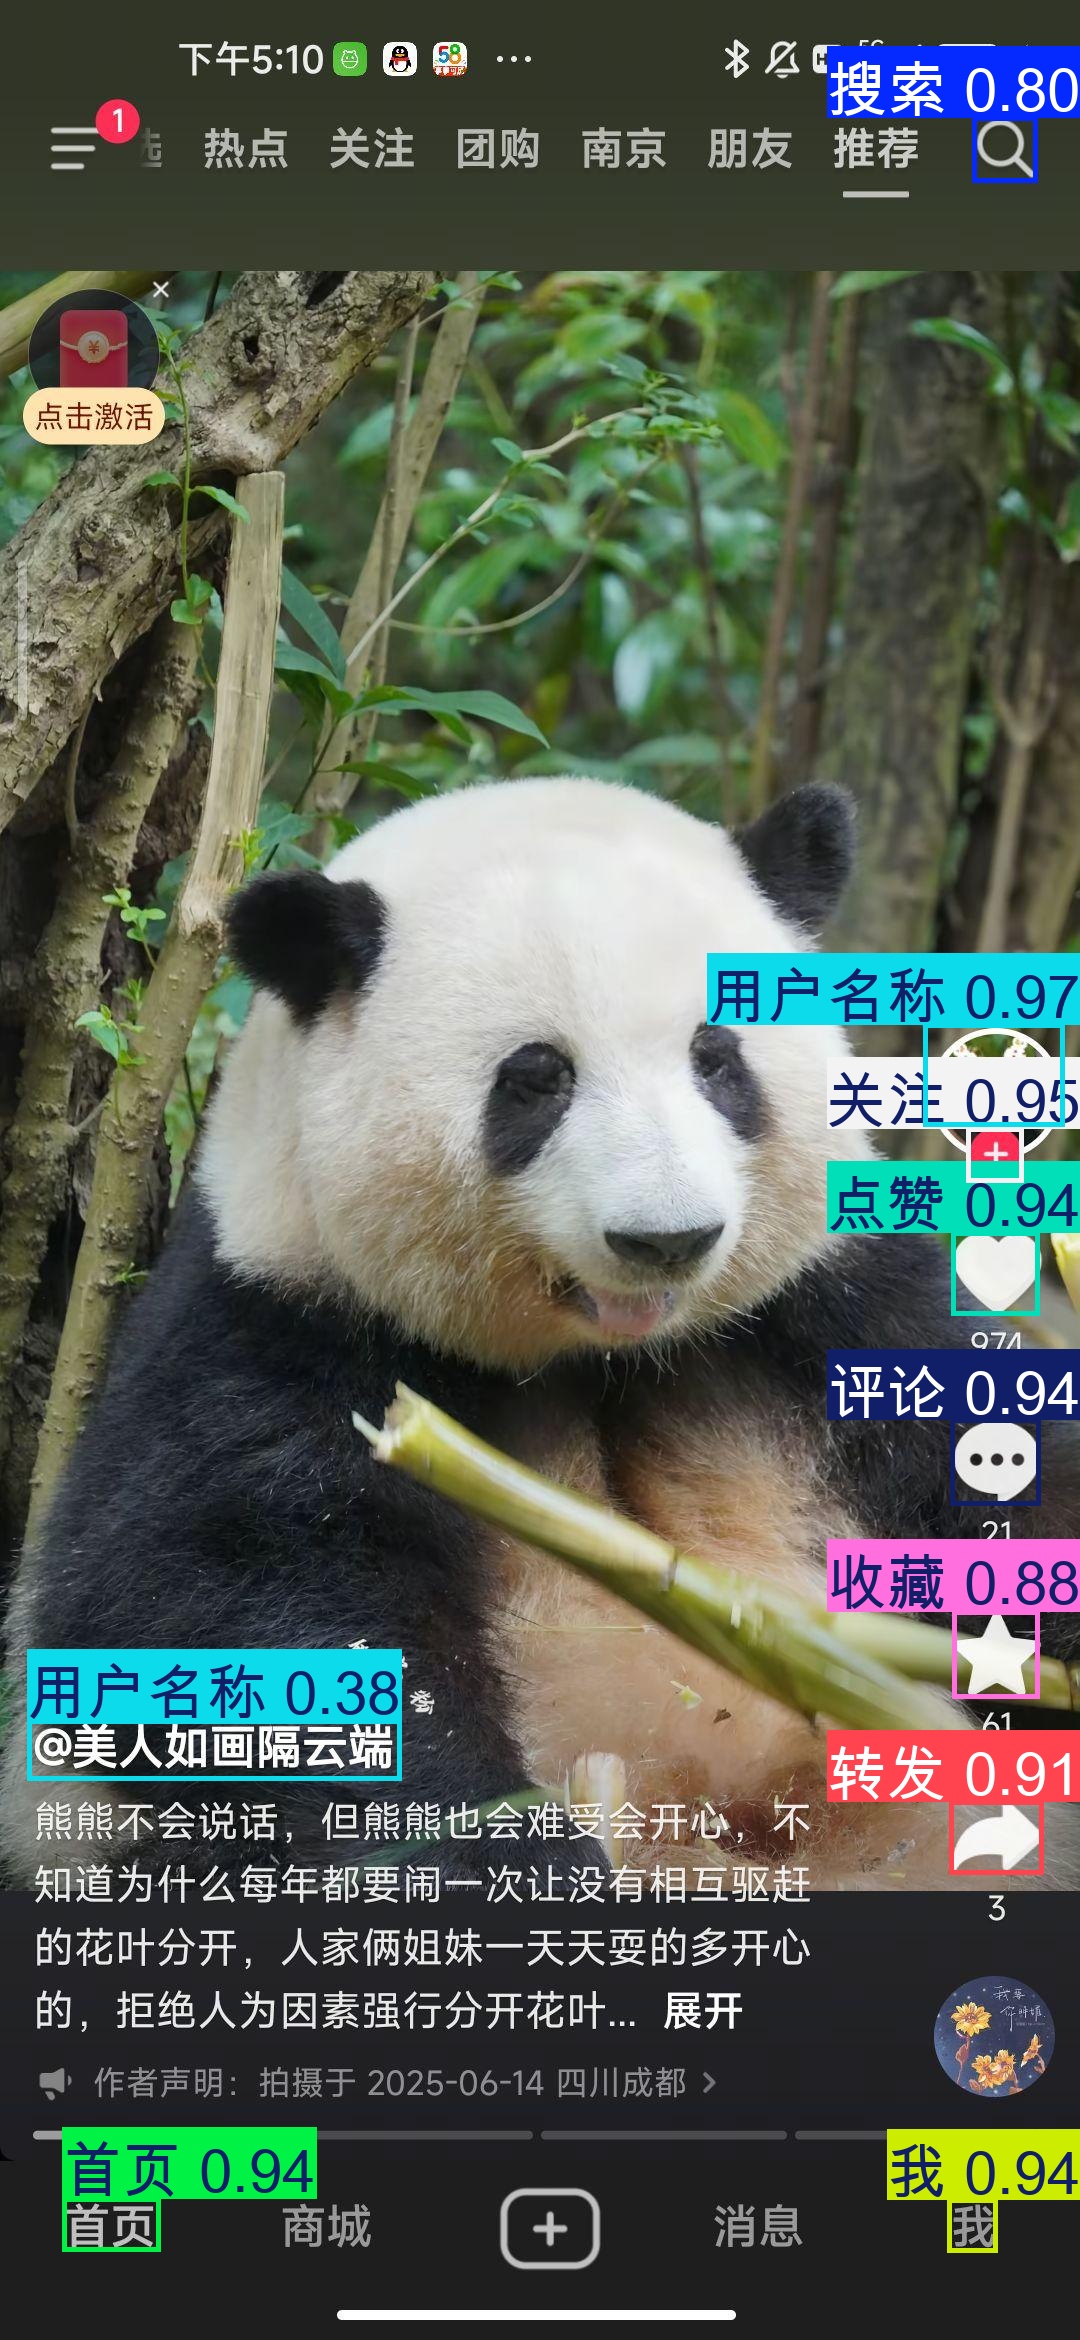 下午5:10
58
搜索 0.80
1
热点 关注 团购 南京 朋友 推荐
点击激活
用户名称 0.97
关注 0.95
点赞 0.94
974
评论 0.94
21
收藏 0.88
61
转发 0.91
3
用户名称 0.38
@美人如画隔云端
熊熊不会说话，但熊熊也会难受会开心，不
知道为什么每年都要闹一次让没有相互驱赶
的花叶分开，人家俩姐妹一天天耍的多开心
的，拒绝人为因素强行分开花叶... 展开
作者声明：拍摄于 2025-06-14 四川成都 >
首页 0.94
我 0.94
首页 商城 消息 我